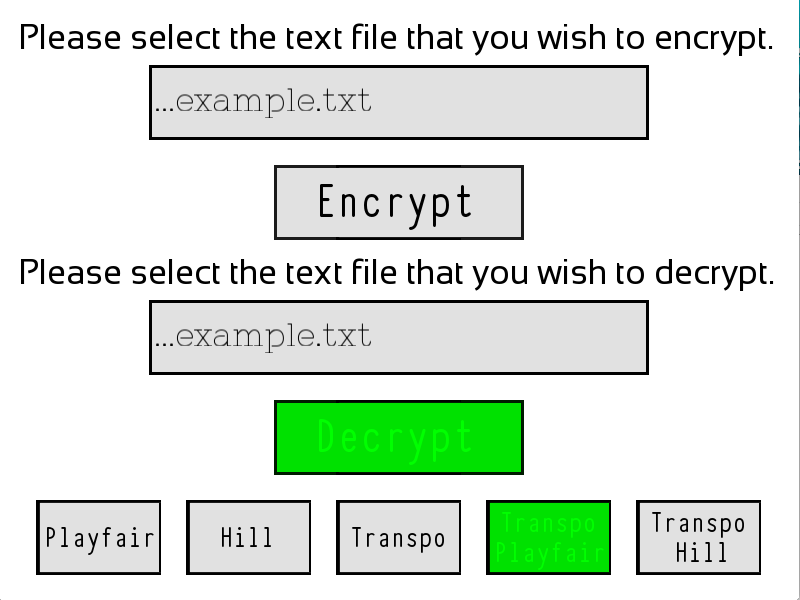 Please select the text file that you wish to encrypt.
...example.txt
Encrypt
Please select the text file that you wish to decrypt.
...example.txt
Decrypt
Playfair
Hill
Transpo
Transpo
Playfair
Transpo
Hill